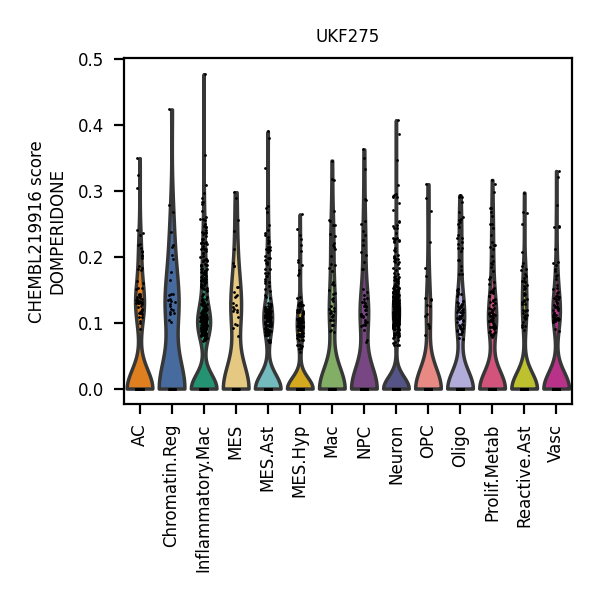 UKF275
CHEMBL219916 score
DOMPERIDONE
0.5
0.4
0.3
0.2
0.1
0.0
AC
Chromatin.Reg
Inflammatory.Mac
MES
MES.Ast
MES.Hyp
Mac
NPC
Neuron
OPC
Oligo
Prolif.Metab
Reactive.Ast
Vasc